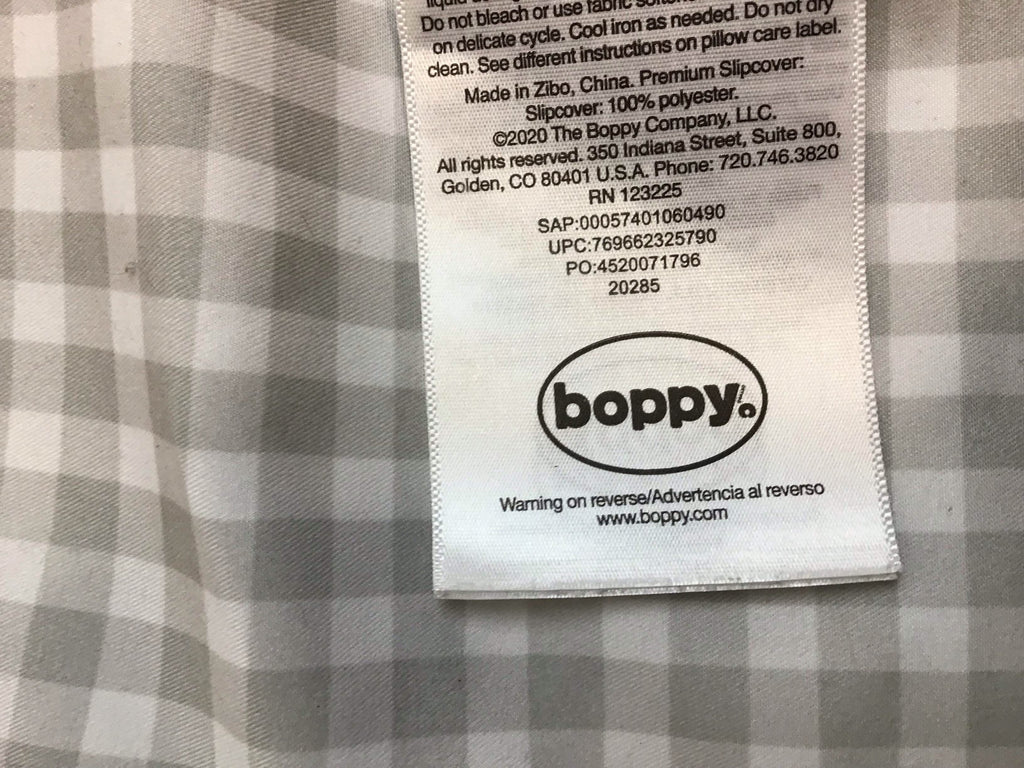 Do not bleach or use fabric
on delicate cycle. Cool iron as needed. Do not dry
clean. See different instructions on pillow care label.
Made in Zibo, China. Premium Slipcover:
Slipcover: 100% polyester.
©2020 The Boppy Company, LLC.
All rights reserved. 350 Indiana Street, Suite 800,
Golden, CO 80401 U.S.A. Phone: 720.746.3820
RN 123225
SAP:00057401060490
UPC:769662325790
PO:4520071796
20285
boppy
Warning on reverse/Advertencia al reverso
www.boppy.com